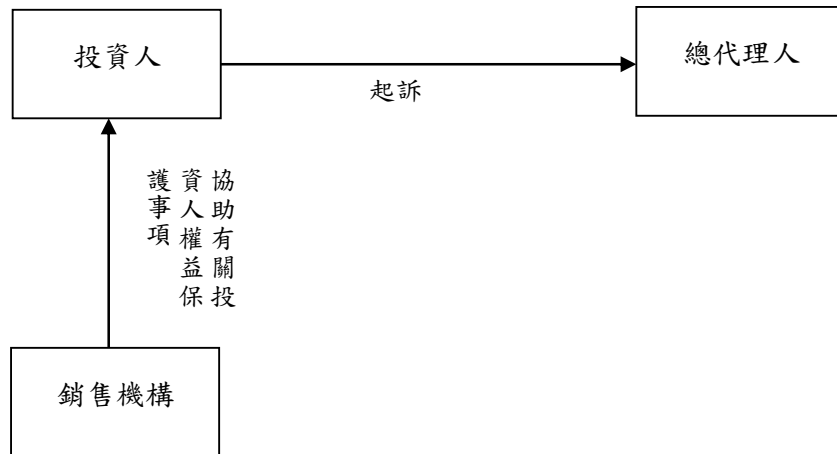 投資人
總代理人
起訴
協助有關投
資人權益保
護事項
銷售機構